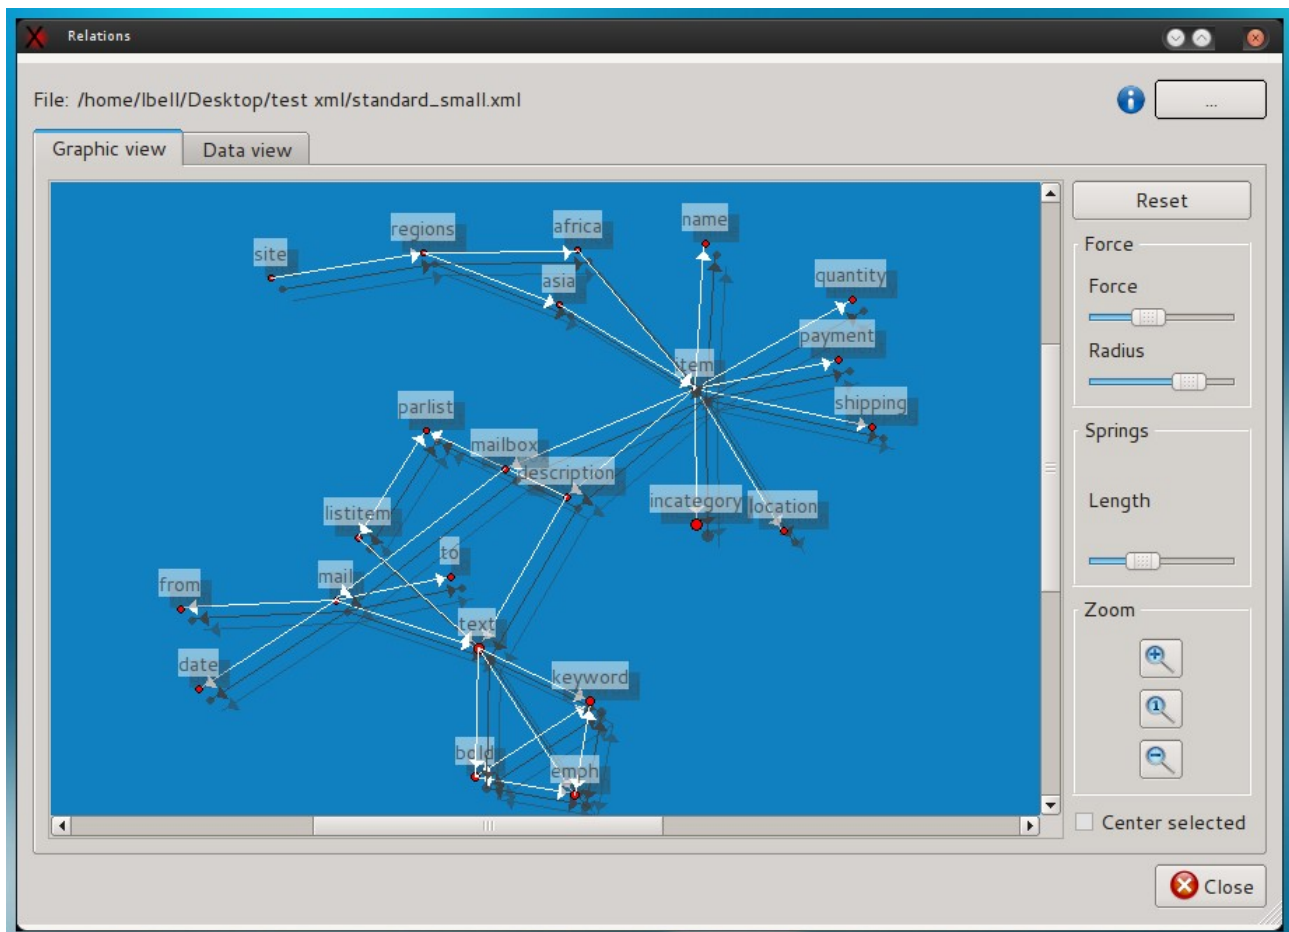 Relations
File: /home/lbell/Desktop/test xml/standard_small.xml
...
Graphic view
Data view
Reset
Force
Force
Radius
Springs
Length
Zoom
1
Center selected
Close
site
regions
africa
name
asia
quantity
payment
item
shipping
parlist
mailbox
description
incategory
location
listitem
to
mail
from
text
date
keyword
bold
emph